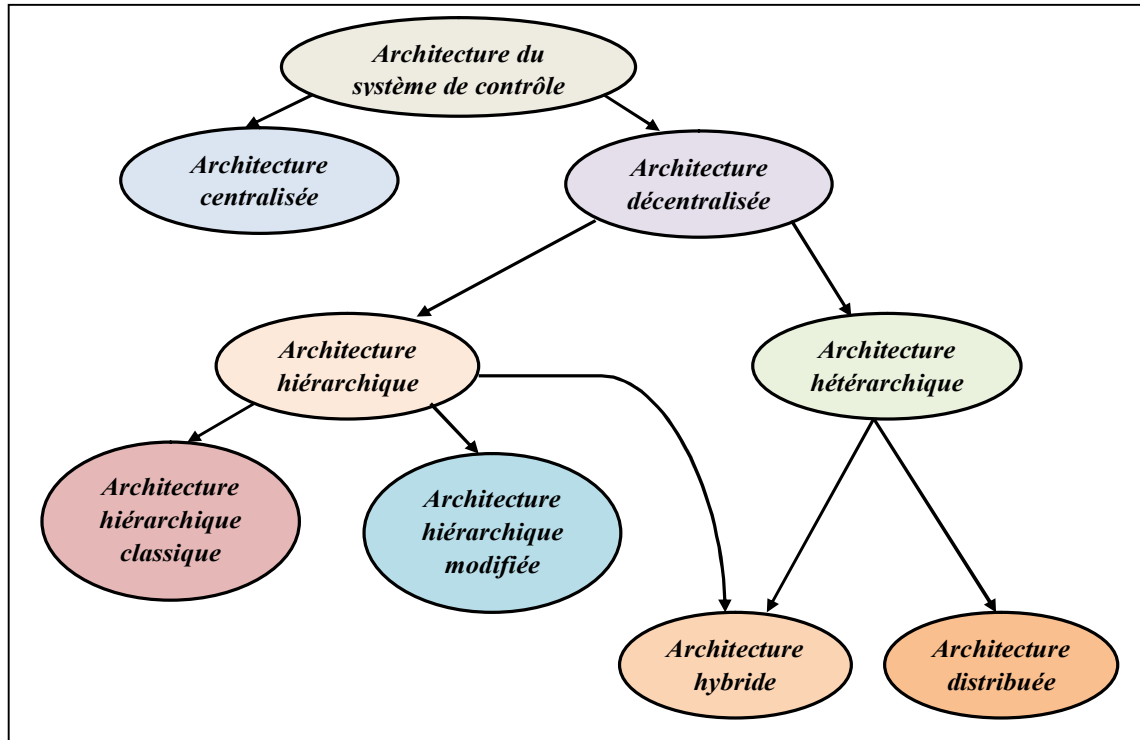 Architecture du
système de contrôle
Architecture
centralisée
Architecture
décentralisée
Architecture
hiérarchique
Architecture
hétérarchique
Architecture
hiérarchique
classique
Architecture
hiérarchique
modifiée
Architecture
hybride
Architecture
distribuée